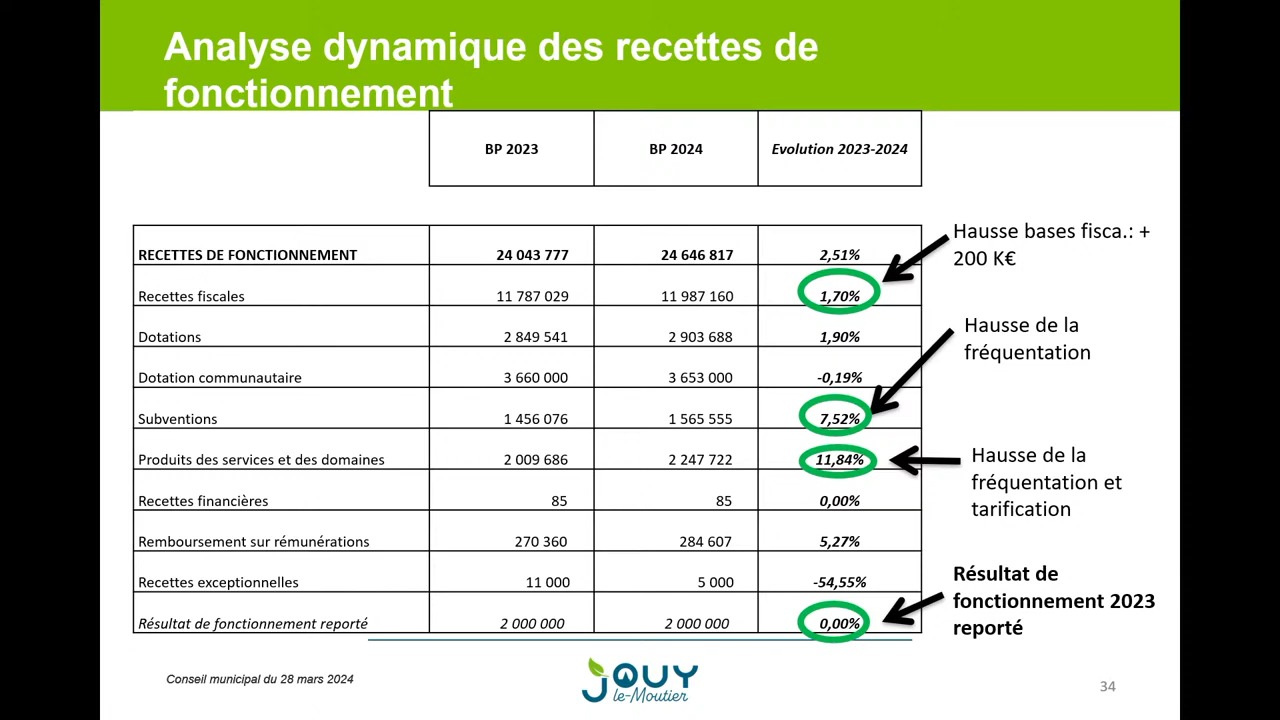 Analyse dynamique des recettes de
fonctionnement
BP 2023 BP 2024 Evolution 2023-2024
RECETTES DE FONCTIONNEMENT 24 043 777 24 646 817 2,51%
Recettes fiscales 11 787 029 11 987 160 1,70%
Dotations 2 849 541 2 903 688 1,90%
Dotation communautaire 3 660 000 3 653 000 -0,19%
Subventions 1 456 076 1 565 555 7,52%
Produits des services et des domaines 2 009 686 2 247 722 11,84%
Recettes financières 85 85 0,00%
Remboursement sur rémunérations 270 360 284 607 5,27%
Recettes exceptionnelles 11 000 5 000 -54,55%
Résultat de fonctionnement reporté 2 000 000 2 000 000 0,00%
Hausse bases fisca.: +
200 K€
Hausse de la
fréquentation
Hausse de la
fréquentation et
tarification
Résultat de
fonctionnement 2023
reporté
Conseil municipal du 28 mars 2024
JOUY
le-Moutier
34